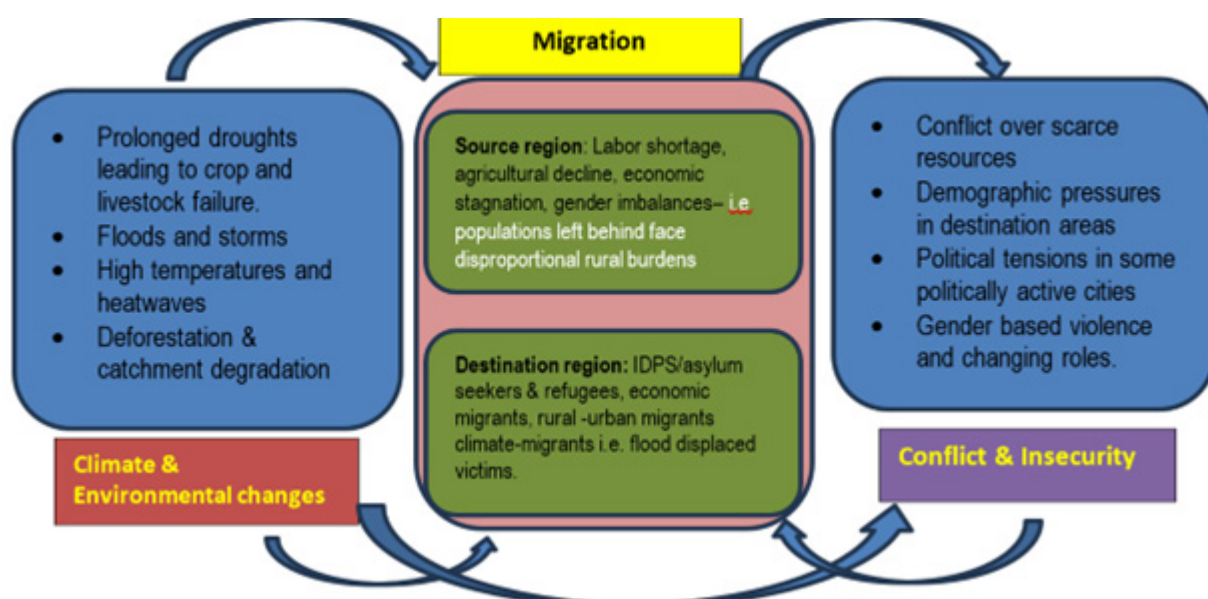 Migration
• Prolonged droughts
leading to crop and
livestock failure.
• Floods and storms
• High temperatures and
heatwaves
• Deforestation &
catchment degradation
Climate &
Environmental changes
Source region: Labor shortage,
agricultural decline, economic
stagnation, gender imbalances– i.e
populations left behind face
disproportional rural burdens
Destination region: IDPS/asylum
seekers & refugees, economic
migrants, rural -urban migrants
climate-migrants i.e. flood displaced
victims.
• Conflict over scarce
resources
• Demographic pressures
in destination areas
• Political tensions in some
politically active cities
• Gender based violence
and changing roles.
Conflict & Insecurity